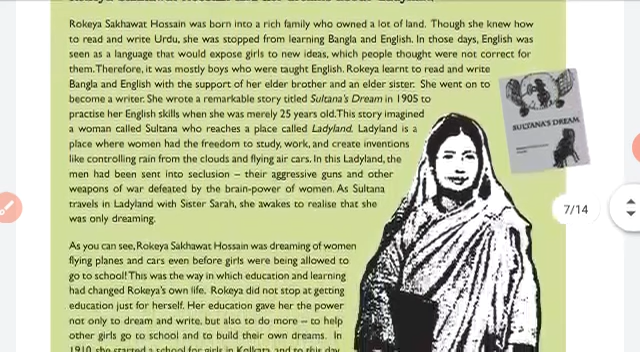 Rokeya Sakhawat Hossain was born into a rich family who owned a lot of land. Though she knew how
to read and write Urdu, she was stopped from learning Bangla and English. In those days, English was
seen as a language that would expose girls to new ideas, which people thought were not correct for
them. Therefore, it was mostly boys who were taught English. Rokeya learnt to read and write
Bangla and English with the support of her elder brother and an elder sister. She went on to
become a writer. She wrote a remarkable story titled Sultana's Dream in 1905 to
practise her English skills when she was merely 25 years old. This story imagined
a woman called Sultana who reaches a place called Ladyland. Ladyland is a
place where women had the freedom to study, work, and create inventions
like controlling rain from the clouds and flying air cars. In this Ladyland, the
men had been sent into seclusion – their aggressive guns and other
weapons of war defeated by the brain-power of women. As Sultana
travels in Ladyland with Sister Sarah, she awakes to realise that she
was only dreaming.
SULTANA'S DREAM
7/14
As you can see, Rokeya Sakhawat Hossain was dreaming of women
flying planes and cars even before girls were being allowed to
go to school! This was the way in which education and learning
had changed Rokeya's own life. Rokeya did not stop at getting
education just for herself. Her education gave her the power
not only to dream and write, but also to do more – to help
other girls go to school and to build their own dreams. In
1910, she started a school for girls in Kolkata, and to this day,